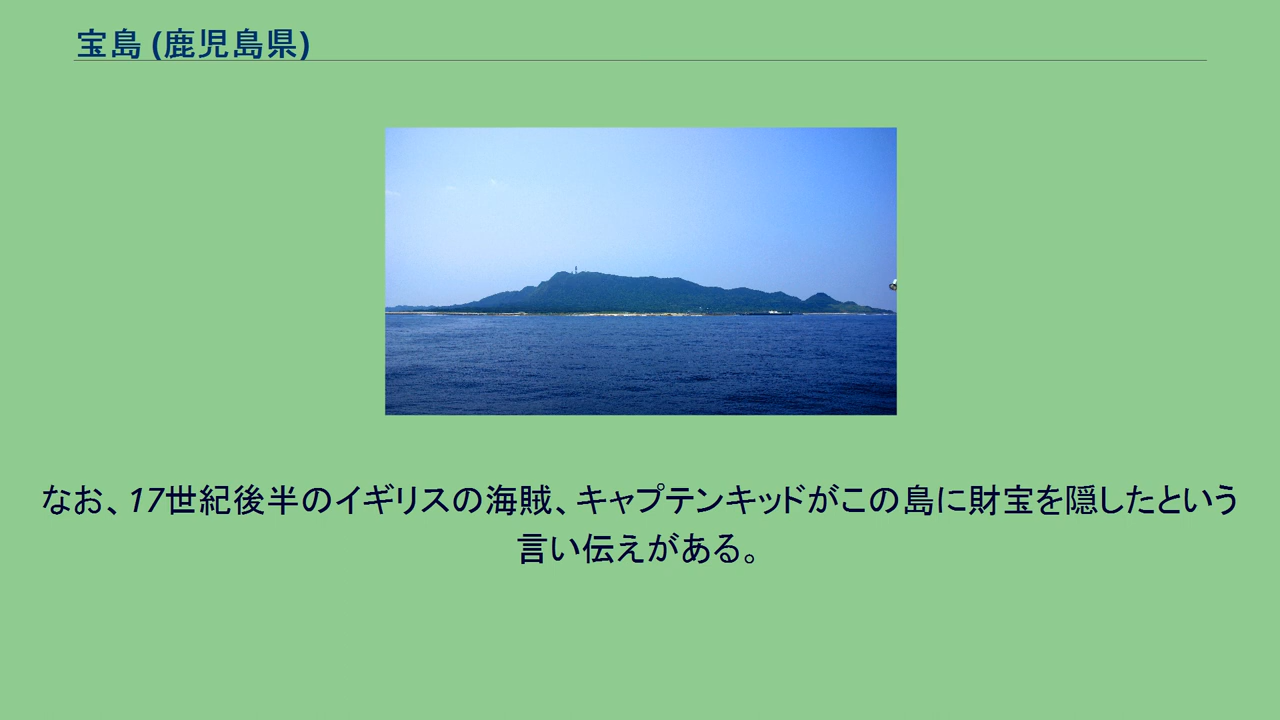 宝島 (鹿児島県)
なお、17世紀後半のイギリスの海賊、キャプテンキッドがこの島に財宝を隠したという
言い伝えがある。